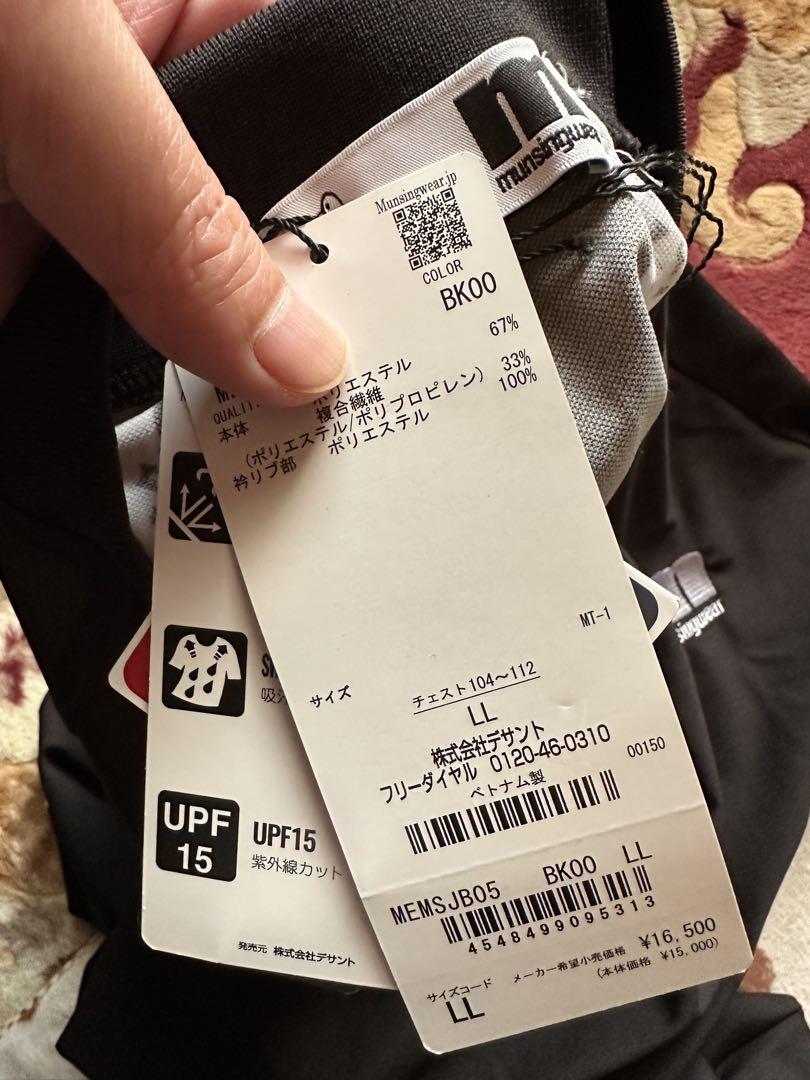 munsingwear
Munsingwear.jp
COLOR
BK00
67%
ポリエステル
33%
本体 複合繊維
100%
(ポリエステル/ポリプロピレン)
衿リブ部 ポリエステル
MT-1
サイズ
チェスト104~112
LL
株式会社デサント
フリーダイヤル 0120-46-0310
ベトナム製
00150
MEMSJB05 BK00 LL
4548499095313
メーカー希望小売価格 ¥16,500
(本体価格 ¥15,000)
サイズコード
LL
UPF
15
UPF15
紫外線カット
発売元 株式会社デサント